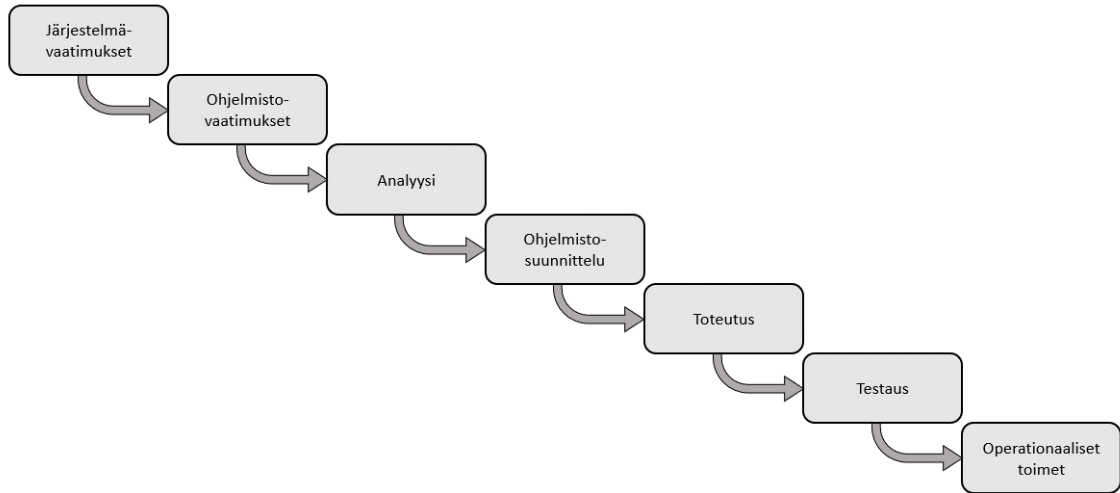 Järjestelmä-
vaatimukset
Ohjelmisto-
vaatimukset
Analyysi
Ohjelmisto-
suunnittelu
Toteutus
Testaus
Operationaaliset
toimet